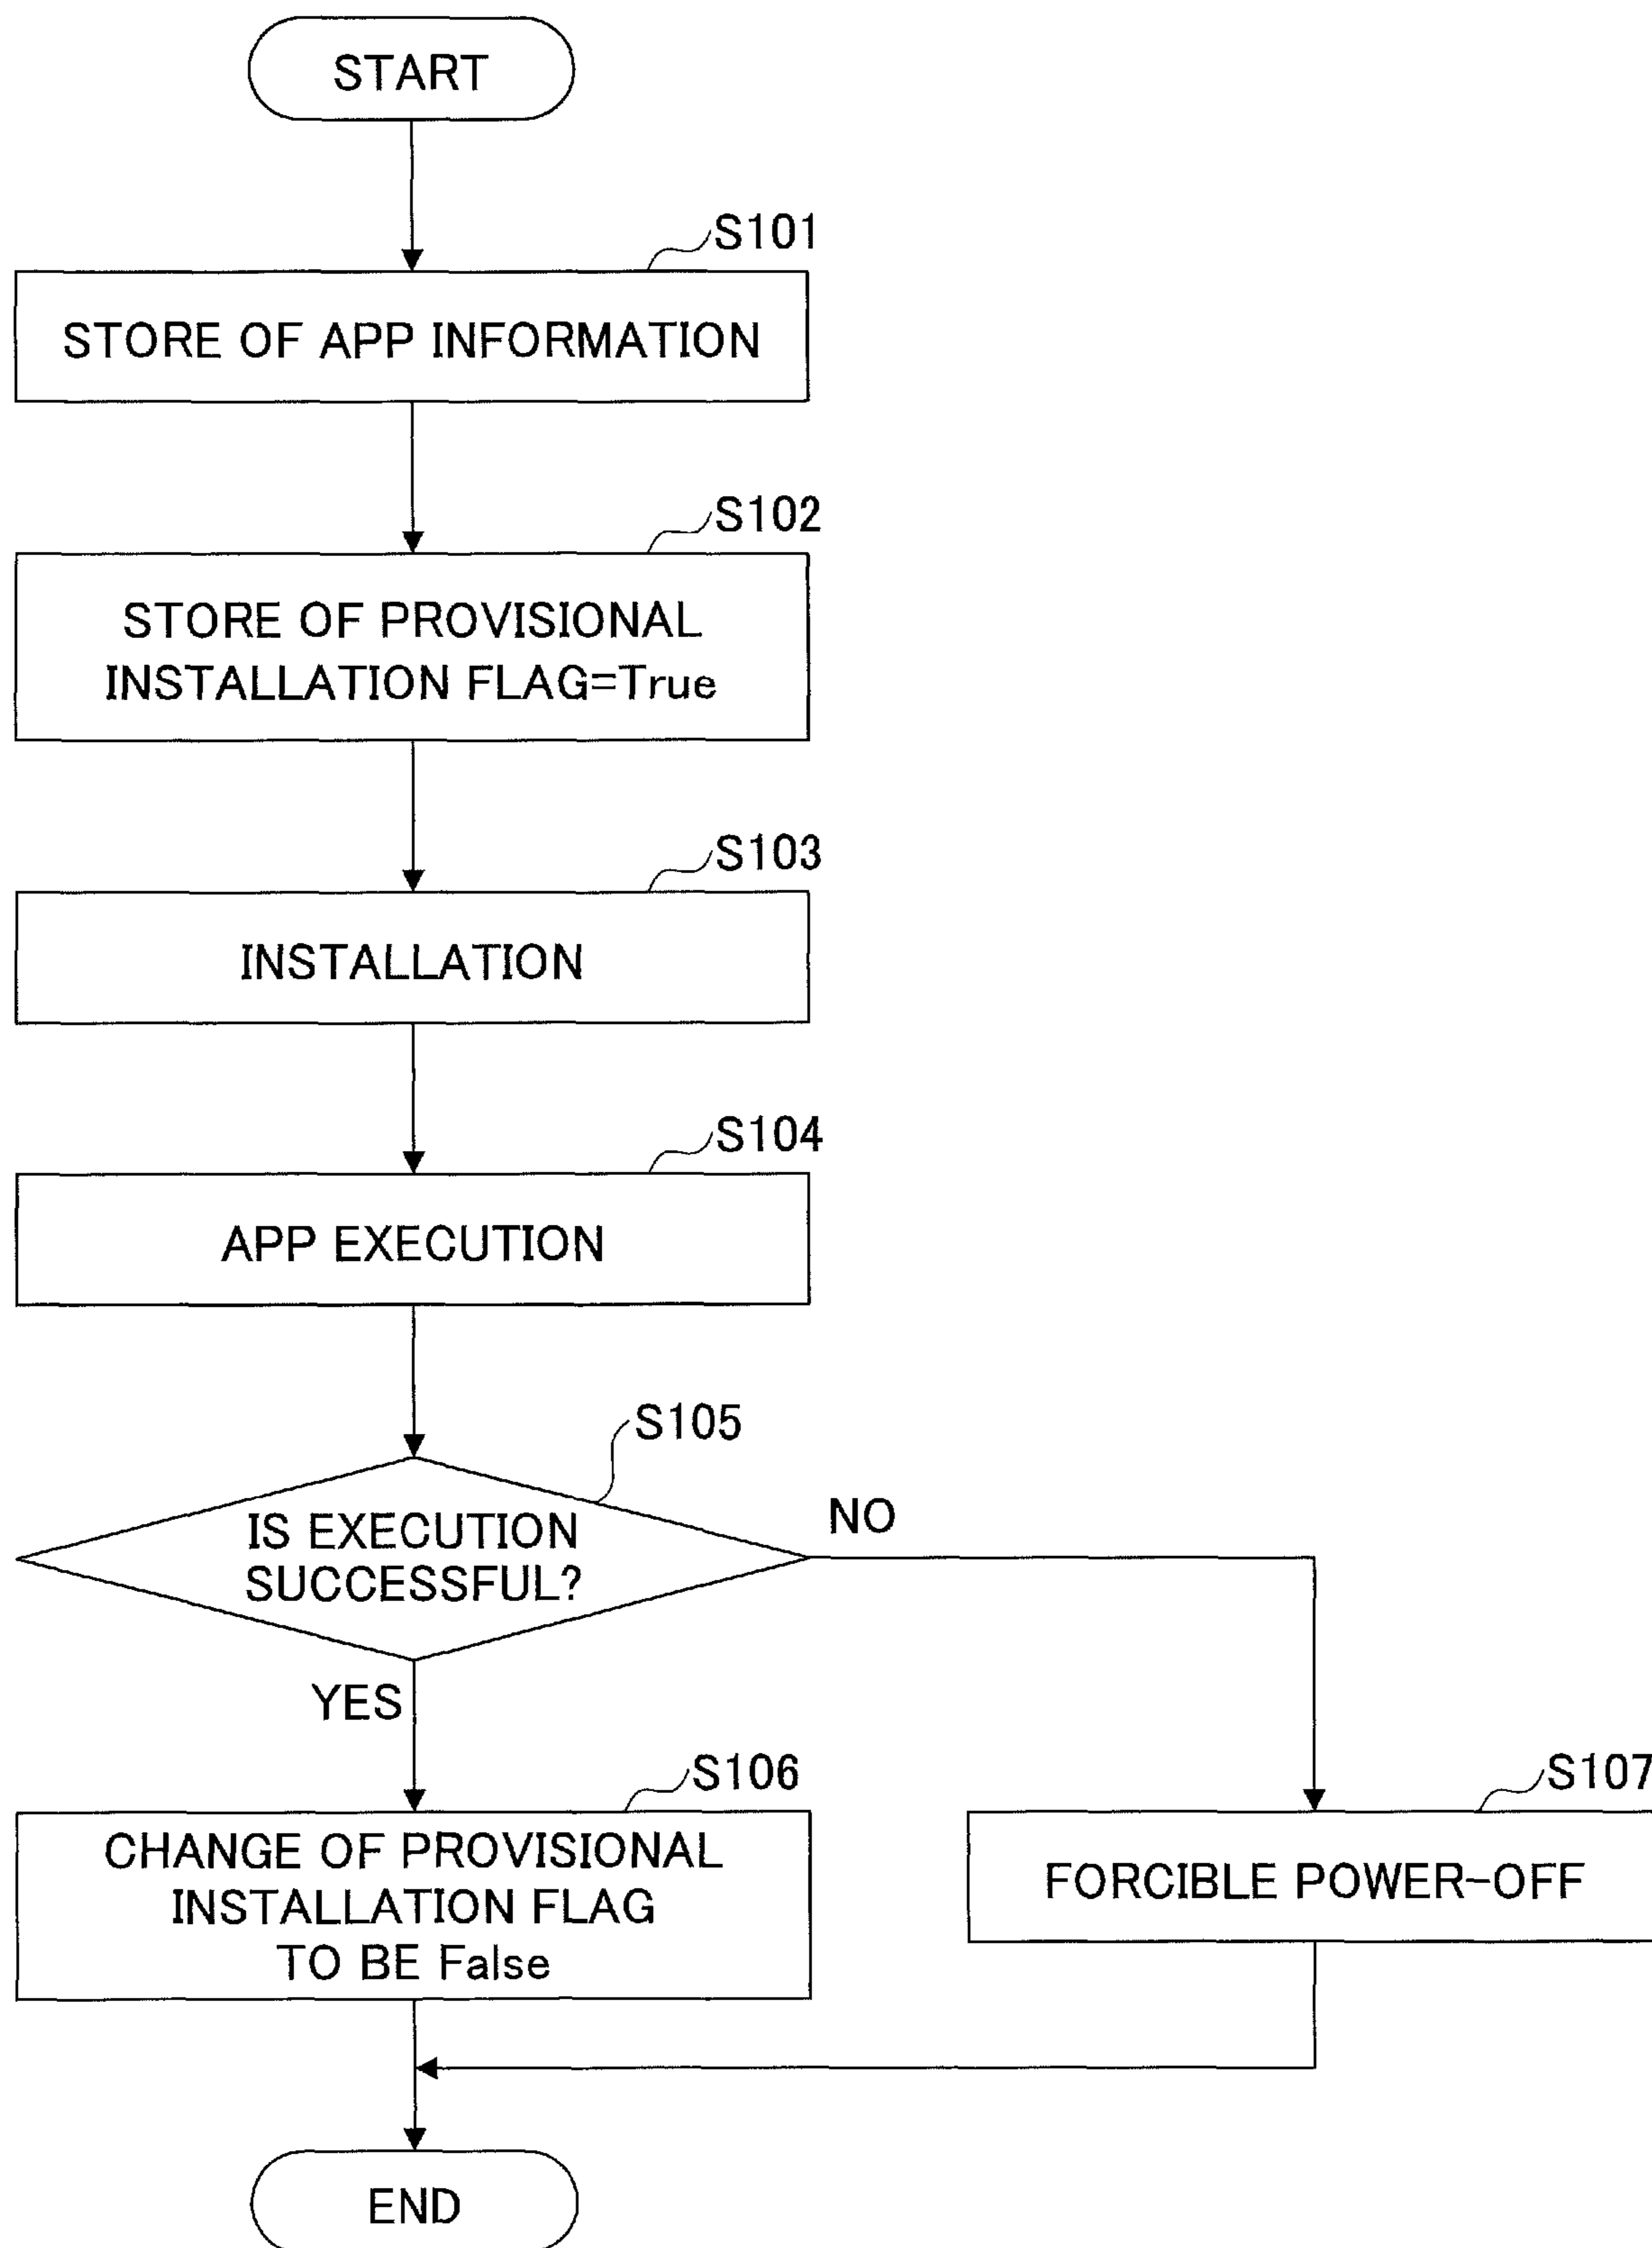 START
S101
STORE OF APP INFORMATION
S102
STORE OF PROVISIONAL
INSTALLATION FLAG=True
S103
INSTALLATION
S104
APP EXECUTION
S105
IS EXECUTION
SUCCESSFUL?
NO
YES
S106
CHANGE OF PROVISIONAL
INSTALLATION FLAG
TO BE False
S107
FORCIBLE POWER-OFF
END